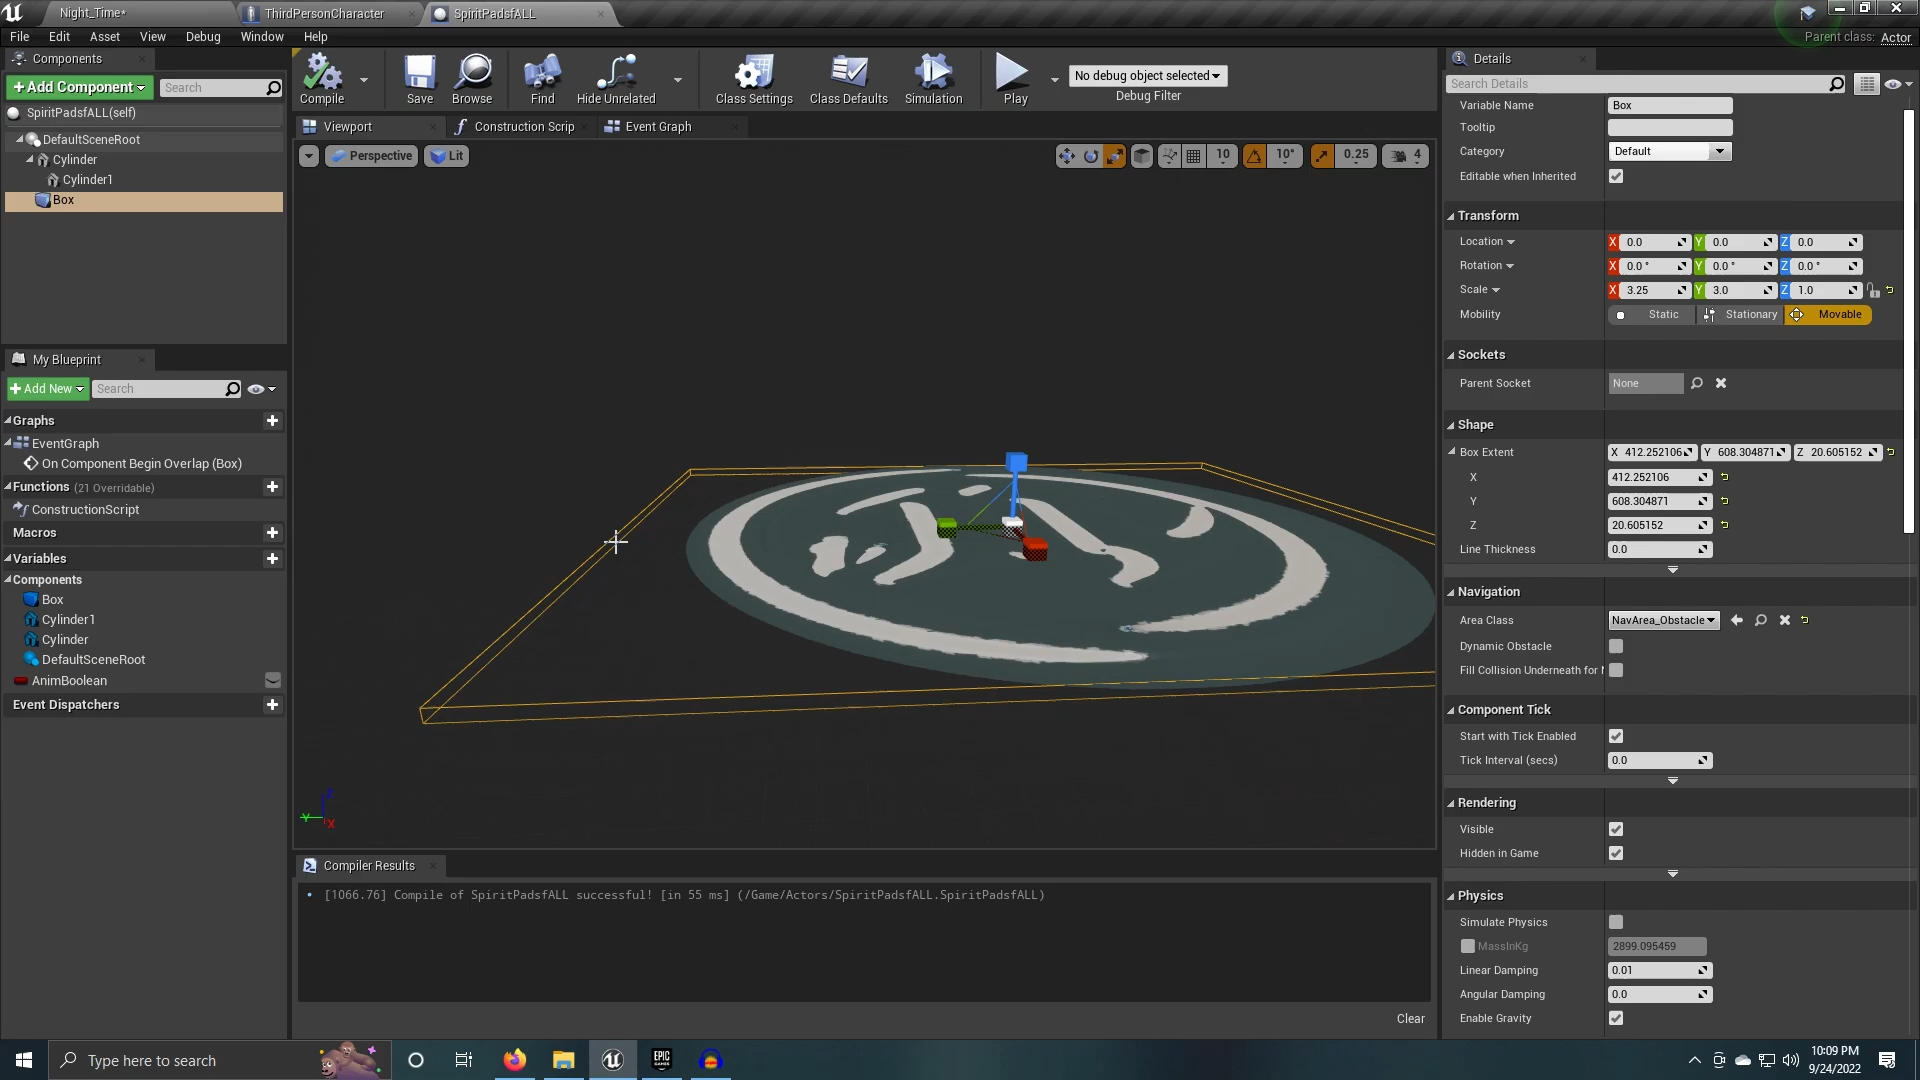 Night_Time*
ThirdPersonCharacter
SpiritPadsfALL
File Edit Asset View Debug Window Help
Parent class: Actor
Components
+Add Component
Search
SpiritPadsfALL(self)
DefaultSceneRoot
Cylinder
Cylinder1
Box
My Blueprint
+Add New
Search
Graphs
EventGraph
On Component Begin Overlap (Box)
Functions (21 Overridable)
ConstructionScript
Macros
Variables
Components
Box
Cylinder1
Cylinder
DefaultSceneRoot
AnimBoolean
Event Dispatchers
Compile
Save
Browse
Find
Hide Unrelated
Class Settings
Class Defaults
Simulation
Play
No debug object selected
Debug Filter
Viewport
Construction Scrip
Event Graph
Perspective
Lit
10
10°
0.25
4
Z
Y
X
Compiler Results
[1066.76] Compile of SpiritPadsfALL successful! [in 55 ms] (/Game/Actors/SpiritPadsfALL.SpiritPadsfALL)
Clear
Details
Search Details
Variable Name Box
Tooltip
Category Default
Editable when Inherited
Transform
Location X 0.0 Y 0.0 Z 0.0
Rotation X 0.0° Y 0.0° Z 0.0°
Scale X 3.25 Y 3.0 Z 1.0
Mobility Static Stationary Movable
Sockets
Parent Socket None
Shape
Box Extent X 412.252106 Y 608.304871 Z 20.605152
X 412.252106
Y 608.304871
Z 20.605152
Line Thickness 0.0
Navigation
Area Class NavArea_Obstacle
Dynamic Obstacle
Fill Collision Underneath for
Component Tick
Start with Tick Enabled
Tick Interval (secs) 0.0
Rendering
Visible
Hidden in Game
Physics
Simulate Physics
MassInKg 2899.095459
Linear Damping 0.01
Angular Damping 0.0
Enable Gravity
Type here to search
EPIC
GAMES
10:09 PM
9/24/2022